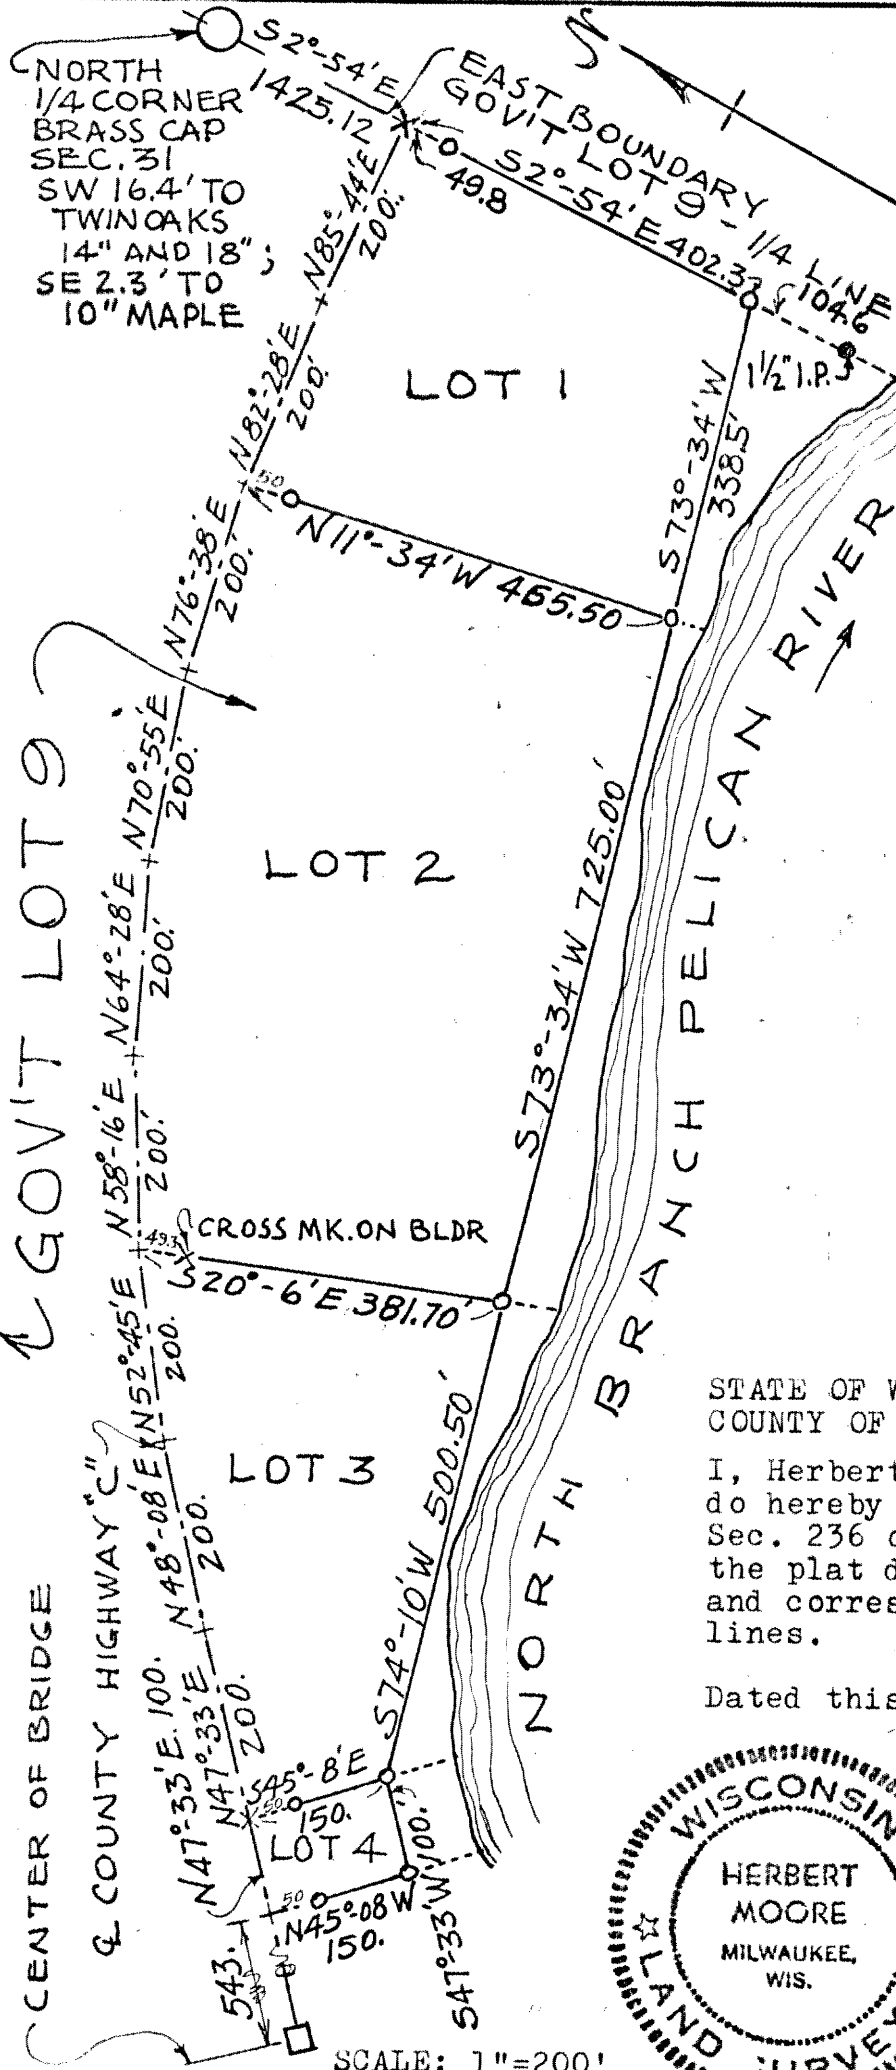 NORTH
1/4 CORNER
BRASS CAP
SEC. 31
SW 16.4' TO
TWIN OAKS
14" AND 18";
SE 2.3' TO
10" MAPLE
S2°-54'E
1425.12
EAST BOUNDARY
GOV'T LOT 9 - 1/4 LINE
49.8
S2°-54'E 402.33
104.6
1 1/2" I.P.
N85°-44'E
200.'
N82°-28'E
200.'
LOT 1
S73°-34'W
338.5'
50
N11°-34'W 465.50
N76°-38'E
200.'
N70°-55'E
200.'
GOV'T LOT 9
LOT 2
N64°-28'E
200.'
S73°-34'W 725.00'
N58°-16'E
200.'
49.3
CROSS MK. ON BLDR
S20°-6'E 381.70'
N52°-45'E
200.
LOT 3
N48°-08'E
200.
S74°-10'W 500.50'
NORTH BRANCH PELICAN RIVER
CENTER OF BRIDGE
℄ COUNTY HIGHWAY "C"
N47°-33'E. 100.
N47°-33'E
200.
S45°-8'E
50
150.
LOT 4
100.
S47°-33'W
50
N45°-08W
150.
543.
SCALE: 1"=200'
STATE OF W
COUNTY OF
I, Herbert
do hereby
Sec. 236 o
the plat d
and corres
lines.
Dated this
WISCONSIN
HERBERT
MOORE
MILWAUKEE,
WIS.
LAND SURVEY